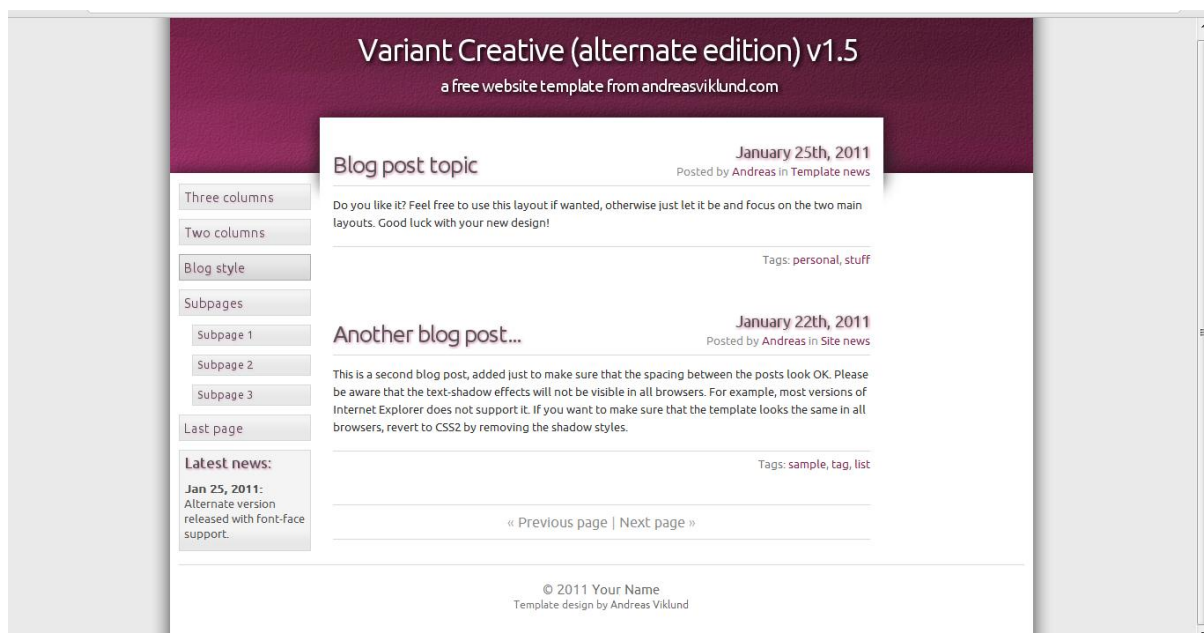 Variant Creative (alternate edition) v1.5
a free website template from andreasviklund.com
Three columns
Two columns
Blog style
Subpages
Subpage 1
Subpage 2
Subpage 3
Last page
Latest news:
Jan 25, 2011:
Alternate version
released with font-face
support.
Blog post topic
January 25th, 2011
Posted by Andreas in Template news
Do you like it? Feel free to use this layout if wanted, otherwise just let it be and focus on the two main
layouts. Good luck with your new design!
Tags: personal, stuff
Another blog post...
January 22th, 2011
Posted by Andreas in Site news
This is a second blog post, added just to make sure that the spacing between the posts look OK. Please
be aware that the text-shadow effects will not be visible in all browsers. For example, most versions of
Internet Explorer does not support it. If you want to make sure that the template looks the same in all
browsers, revert to CSS2 by removing the shadow styles.
Tags: sample, tag, list
« Previous page | Next page »
© 2011 Your Name
Template design by Andreas Viklund